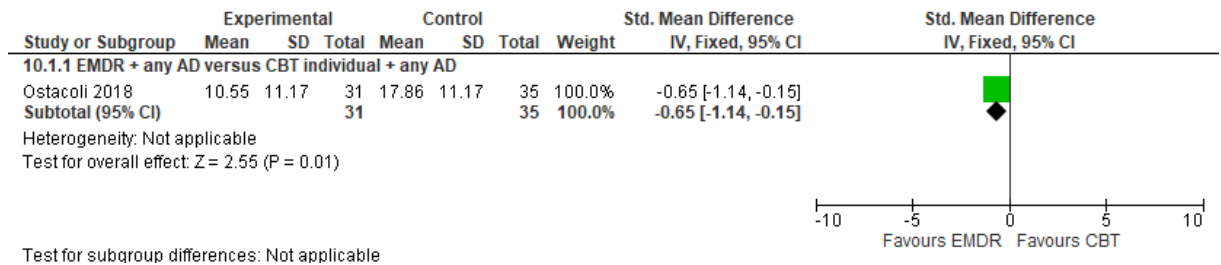 Experimental Control Std. Mean Difference Std. Mean Difference
Study or Subgroup Mean SD Total Mean SD Total Weight IV, Fixed, 95% CI IV, Fixed, 95% CI
10.1.1 EMDR + any AD versus CBT individual + any AD
Ostacoli 2018 10.55 11.17 31 17.86 11.17 35 100.0% -0.65 [-1.14, -0.15]
Subtotal (95% CI) 31 35 100.0% -0.65 [-1.14, -0.15]
Heterogeneity: Not applicable
Test for overall effect: Z = 2.55 (P = 0.01)
-10 -5 0 5 10
Favours EMDR Favours CBT
Test for subgroup differences: Not applicable